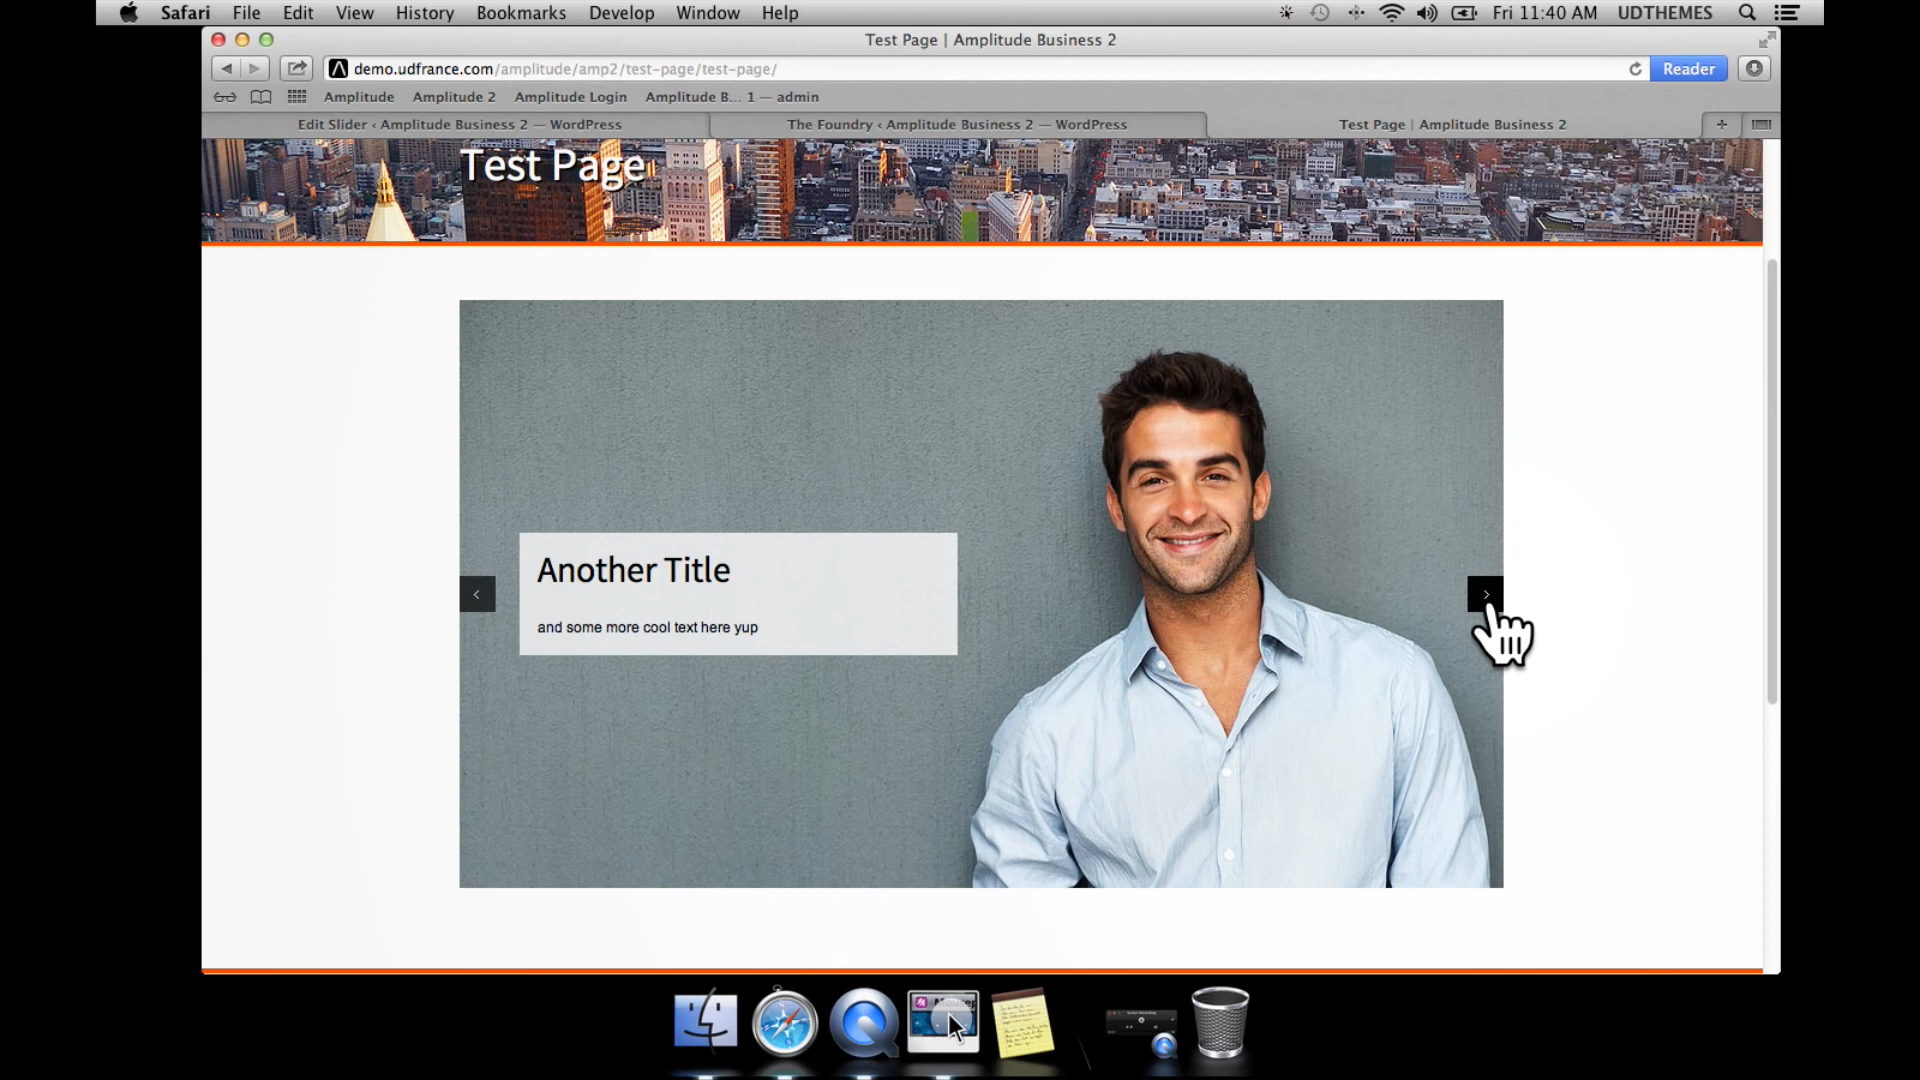 Safari File Edit View History Bookmarks Develop Window Help Fri 11:40 AM UDTHEMES
Test Page | Amplitude Business 2
demo.udfrance.com/amplitude/amp2/test-page/test-page/ Reader
Amplitude Amplitude 2 Amplitude Login Amplitude B... 1 — admin
Edit Slider ‹ Amplitude Business 2 — WordPress The Foundry ‹ Amplitude Business 2 — WordPress Test Page | Amplitude Business 2
Test Page
Another Title
and some more cool text here yup